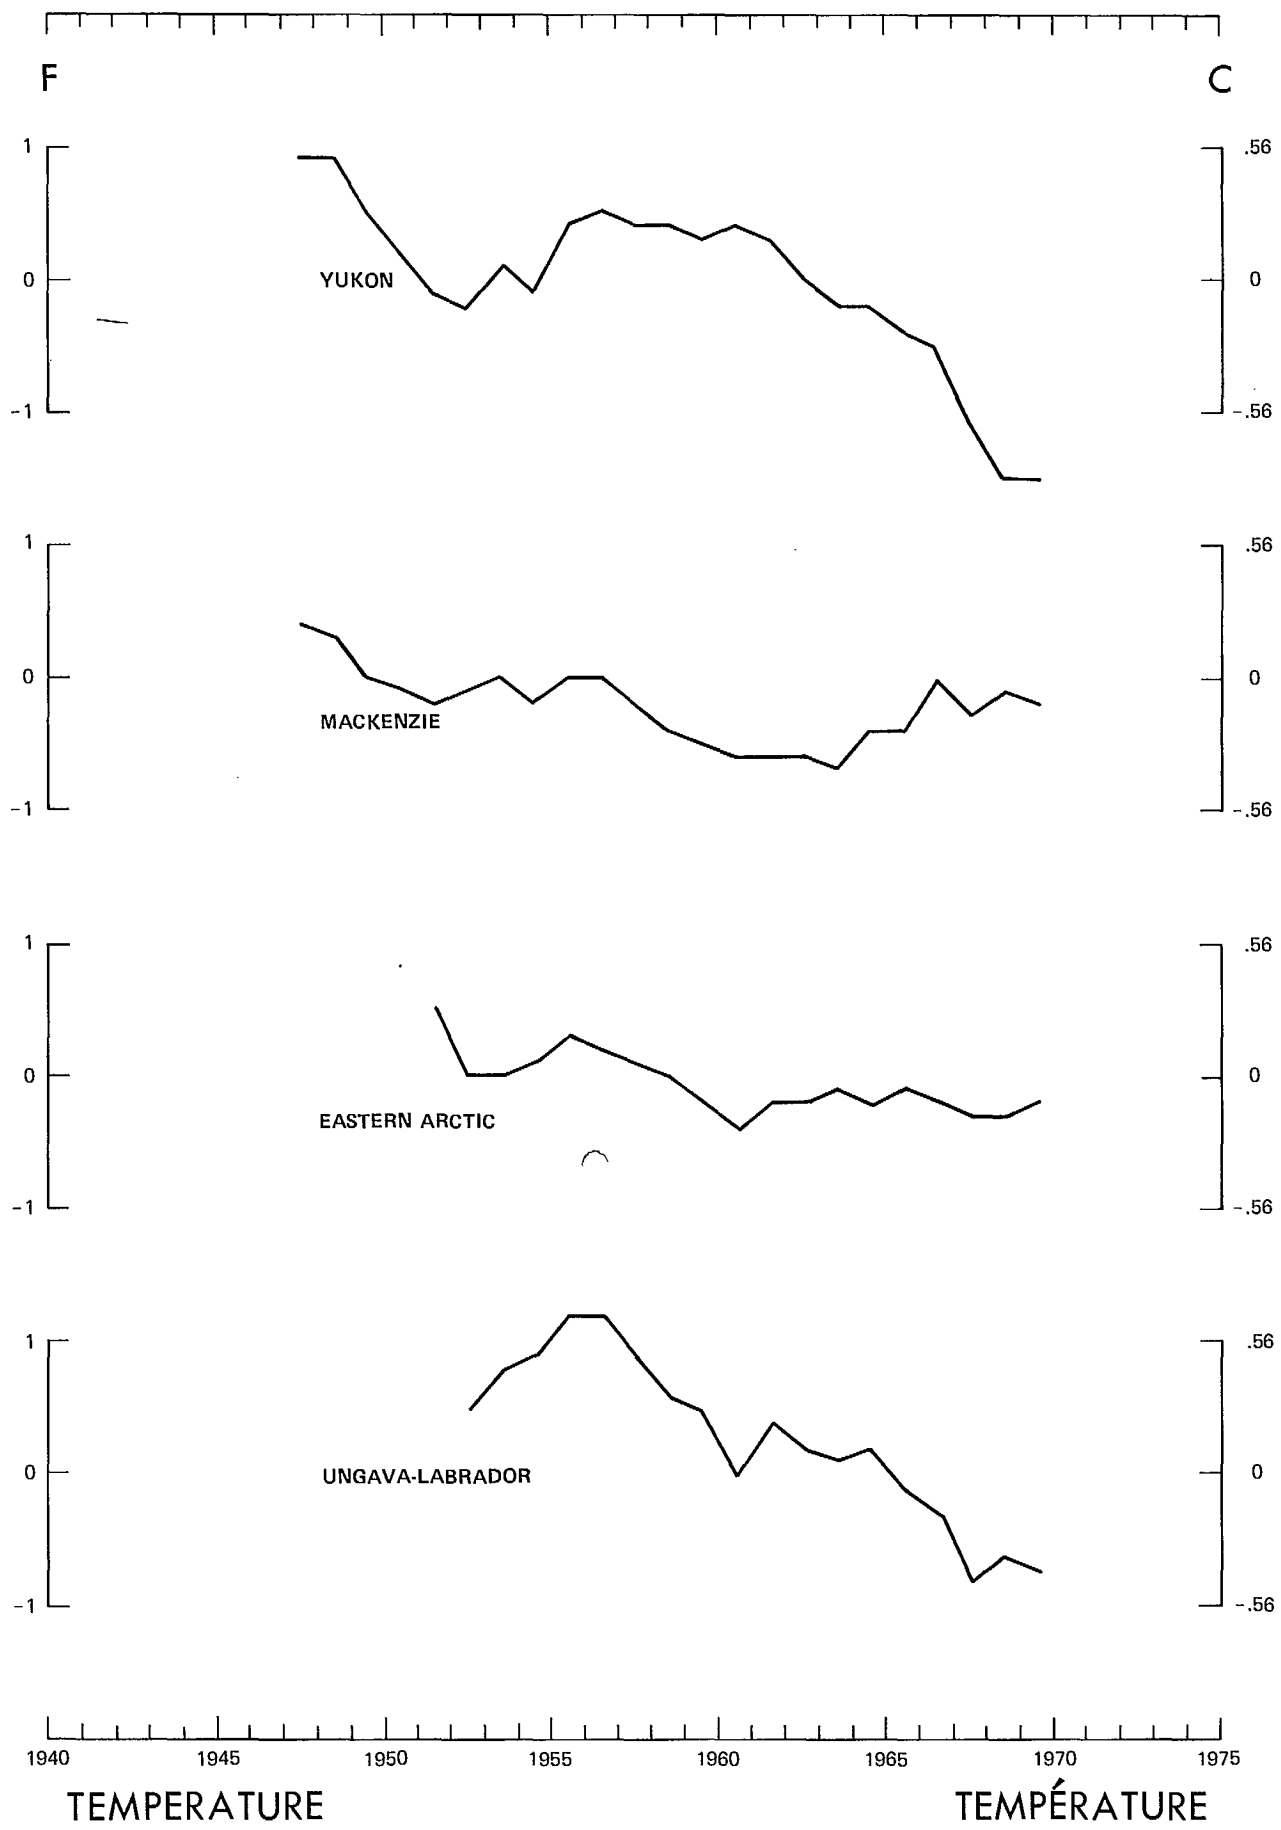 F C
1 .56
YUKON
0 0
-1 -.56
1 .56
0 0
MACKENZIE
-1 -.56
1 .56
0 0
EASTERN ARCTIC
-1 -.56
1 .56
0 0
UNGAVA-LABRADOR
-1 -.56
1940 1945 1950 1955 1960 1965 1970 1975
TEMPERATURE TEMPÉRATURE